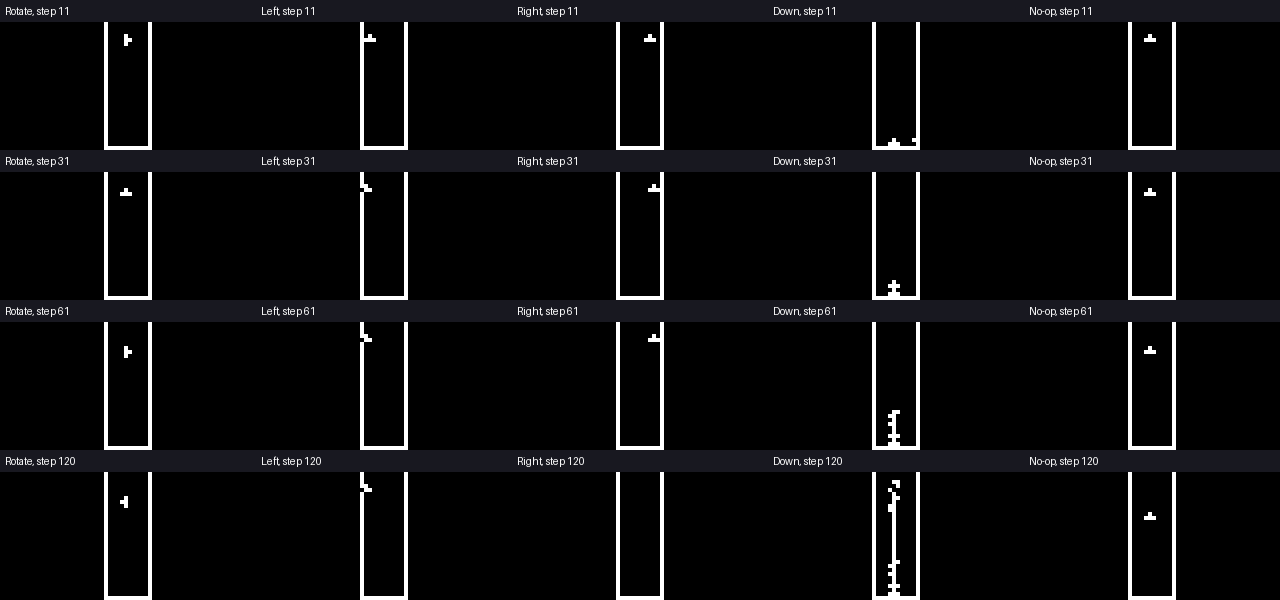 Rotate, step 11 Left, step 11 Right, step 11 Down, step 11 No-op, step 11
Rotate, step 31 Left, step 31 Right, step 31 Down, step 31 No-op, step 31
Rotate, step 61 Left, step 61 Right, step 61 Down, step 61 No-op, step 61
Rotate, step 120 Left, step 120 Right, step 120 Down, step 120 No-op, step 120